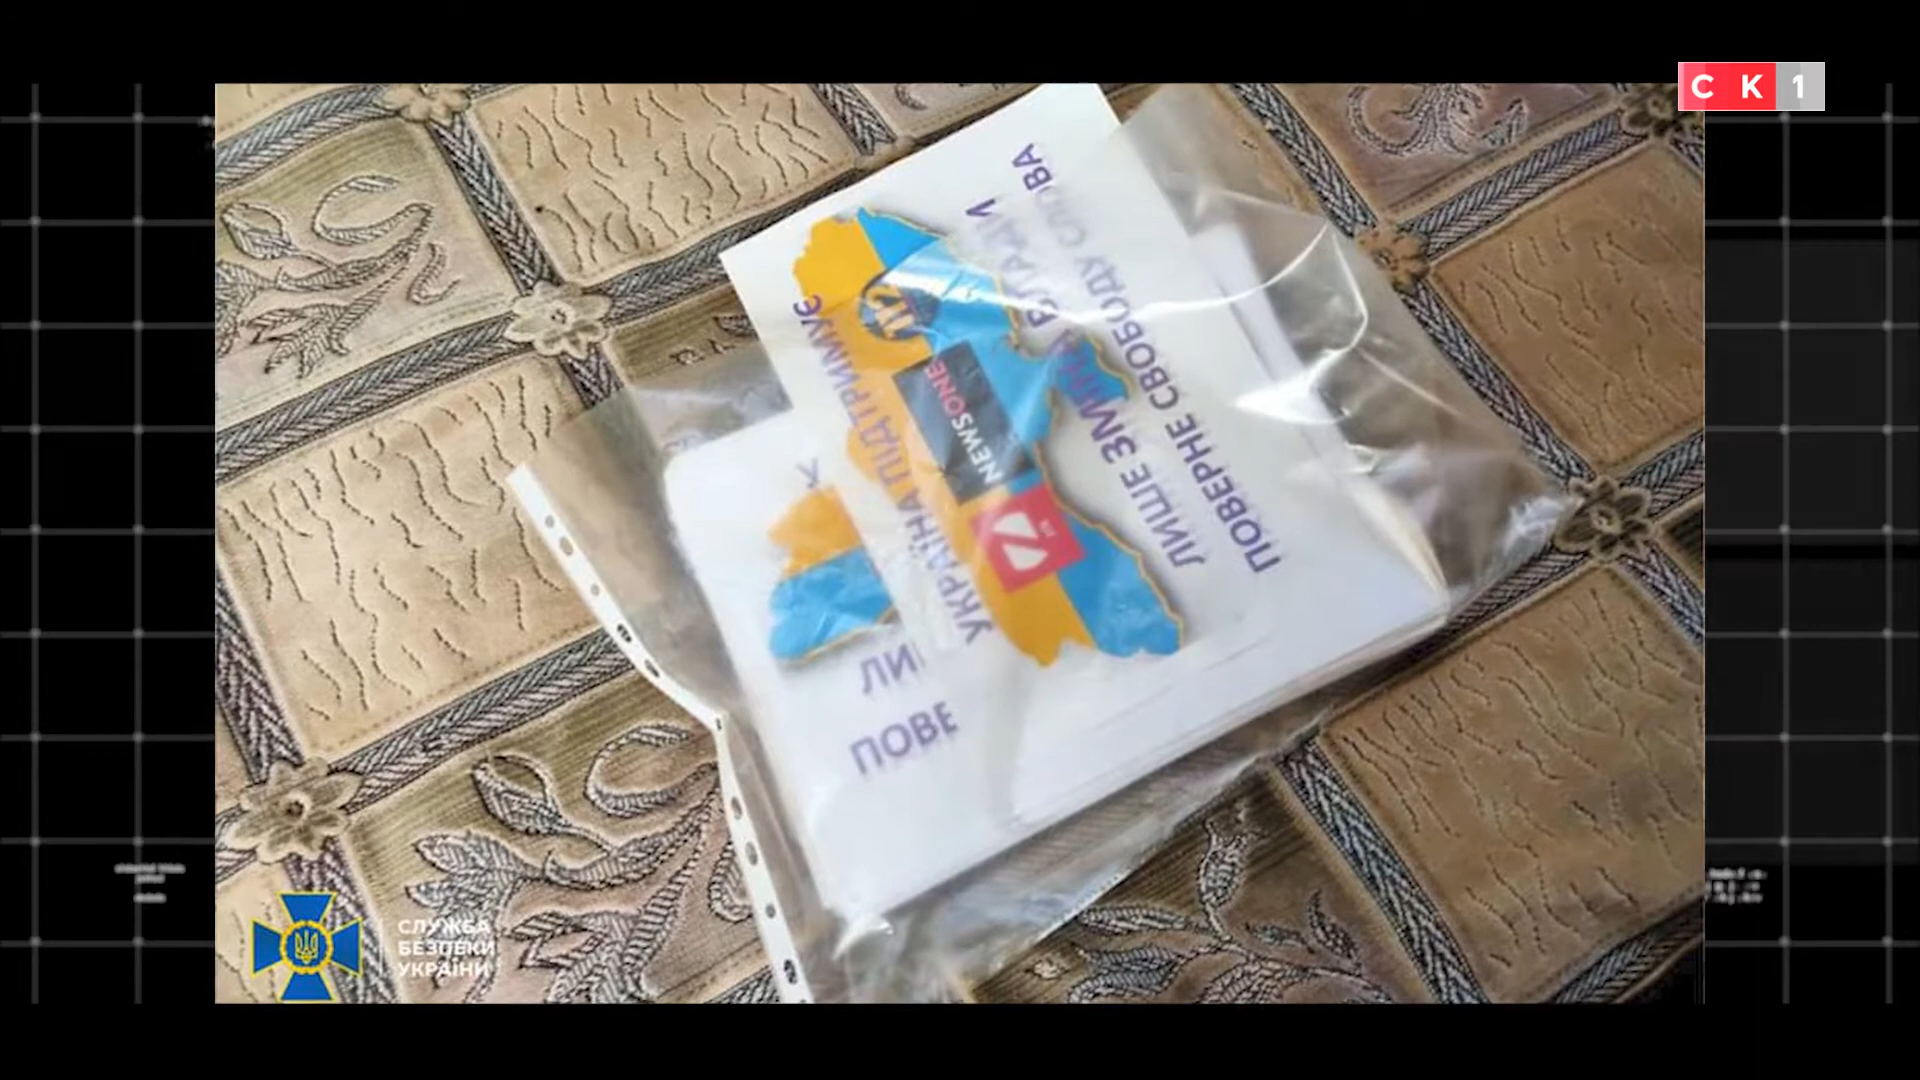 СК1
УКРАЇНА ПІДТРИМУЄ
112
NEWSONE
Z
ZIK
ЛИШЕ ЗМІНА ВЛАДИ
ПОВЕРНЕ СВОБОДУ СЛОВА
У
ЛИ
ПОВЕ
СЛУЖБА
БЕЗПЕКИ
УКРАЇНИ